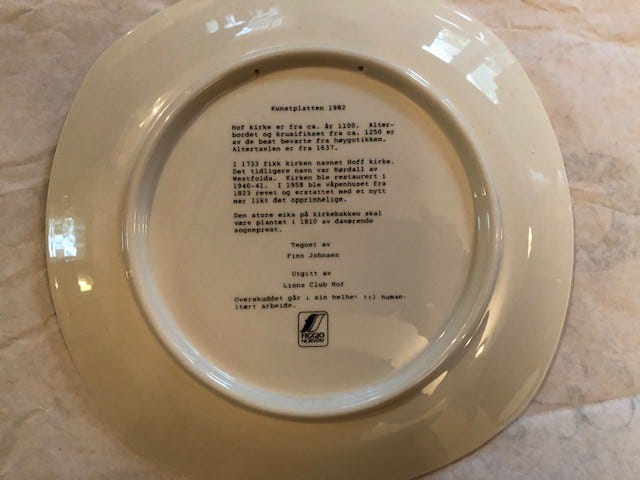 Kunstplatten 1982
Hof kirke er fra ca. år 1100. Alter-
bordet og krusifikset fra ca. 1250 er
av de best bevarte fra høygotikken.
Altertavlen er fra 1637.
I 1733 fikk kirken navnet Hoff kirke.
Det tidligere navn var Nørdall av
Westfolda. Kirken ble restaurert i
1940-41. I 1958 ble våpenhuset fra
1823 revet og erstattet med et nytt
mer likt det opprinnelige.
Den store eika på kirkebakken skal
være plantet i 1810 av daværende
sogneprest.
Tegnet av
Finn Johnsen
Utgitt av
Lions Club Hof
Overskuddet går i sin helhet til human-
itært arbeide.
FIGGJO
NORWAY